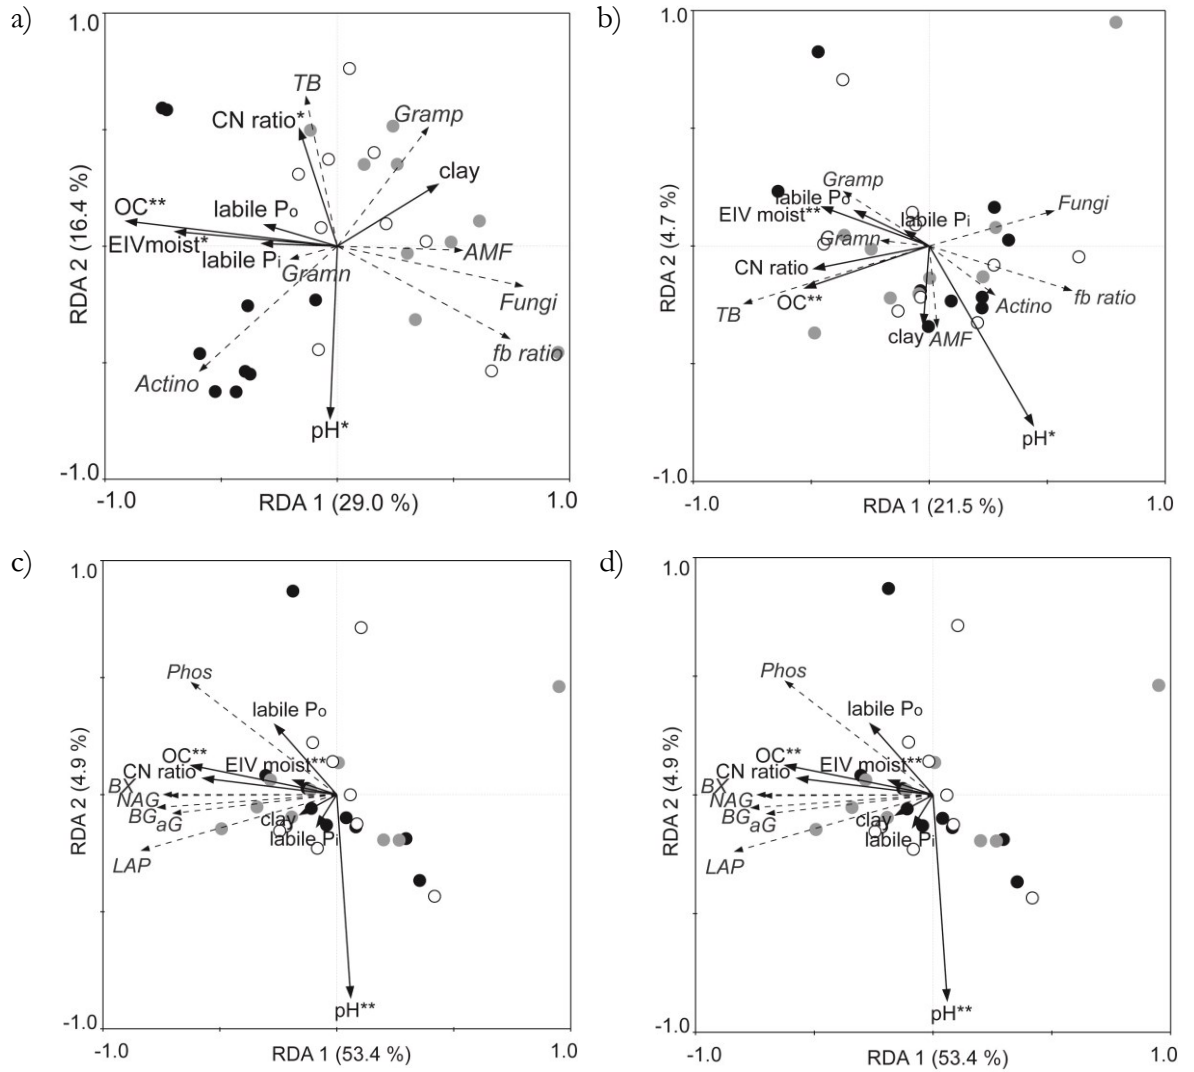 a)
1.0
TB
CN ratio*
Gramp
clay
OC**
labile Po
EIVmoist*
labile Pi
AMF
Gramn
Fungi
fb ratio
Actino
pH*
RDA 2 (16.4 %)
-1.0
-1.0
RDA 1 (29.0 %)
1.0
b)
1.0
Gramp
labile Po
EIV moist**
labile Pi
Fungi
Gramn
CN ratio
OC**
TB
fb ratio
Actino
clay
AMF
pH*
RDA 2 (4.7 %)
-1.0
-1.0
RDA 1 (21.5 %)
1.0
c)
1.0
Phos
labile Po
OC**
EIV moist**
CN ratio
BX
NAG
BG
aG
clay
labile Pi
LAP
pH**
RDA 2 (4.9 %)
-1.0
-1.0
RDA 1 (53.4 %)
1.0
d)
1.0
Phos
labile Po
OC**
EIV moist**
CN ratio
BX
NAG
BG
aG
clay
labile Pi
LAP
pH**
RDA 2 (4.9 %)
-1.0
-1.0
RDA 1 (53.4 %)
1.0